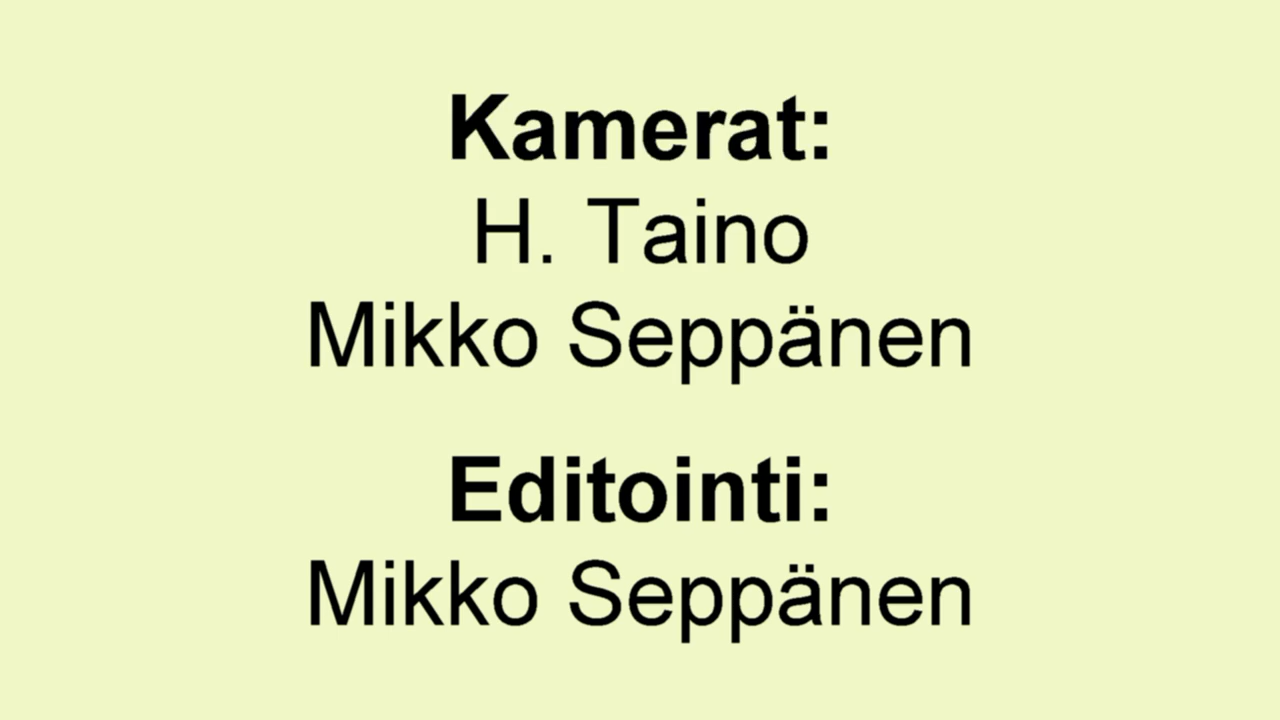 Kamerat:
H. Taino
Mikko Seppänen
Editointi:
Mikko Seppänen